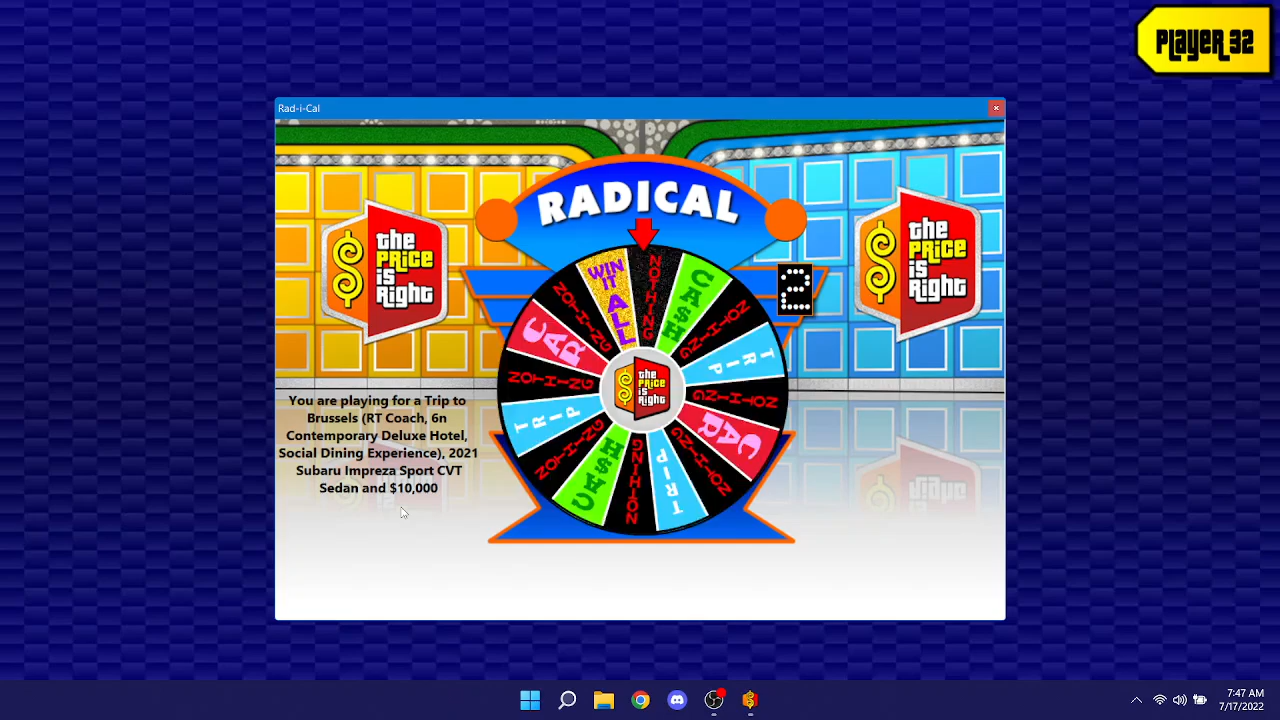 PLAYER 32
Rad-i-Cal
RADICAL
the
PRICE
is
Right
the
PRICE
is
Right
2
WIN
IT
ALL
NOTHING
CASH
NOTHING
TRIP
NOTHING
CAR
NOTHING
TRIP
NOTHING
CASH
NOTHING
TRIP
NOTHING
CAR
NOTHING
NOTHING
the
PRICE
is
Right
You are playing for a Trip to
Brussels (RT Coach, 6n
Contemporary Deluxe Hotel,
Social Dining Experience), 2021
Subaru Impreza Sport CVT
Sedan and $10,000
7:47 AM
7/17/2022